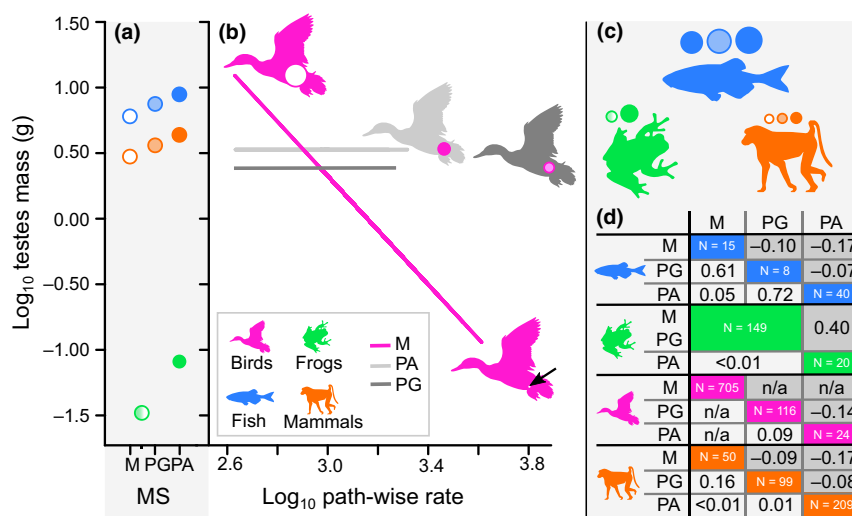 (a)
(b)
(c)
1.50
1.00
0.50
0.00
−0.50
−1.00
−1.5
Log10 testes mass (g)
M PG PA
MS
2.6 3.0 3.4 3.8
Log10 path-wise rate
Birds Frogs
Fish Mammals
M
PA
PG
(d)
M PG PA
M N = 15 −0.10 −0.17
PG 0.61 N = 8 −0.07
PA 0.05 0.72 N = 40
M
PG N = 149 0.40
PA <0.01 N = 20
M N = 705 n/a n/a
PG n/a N = 116 −0.14
PA n/a 0.09 N = 24
M N = 50 −0.09 −0.17
PG 0.16 N = 99 −0.08
PA <0.01 0.01 N = 209